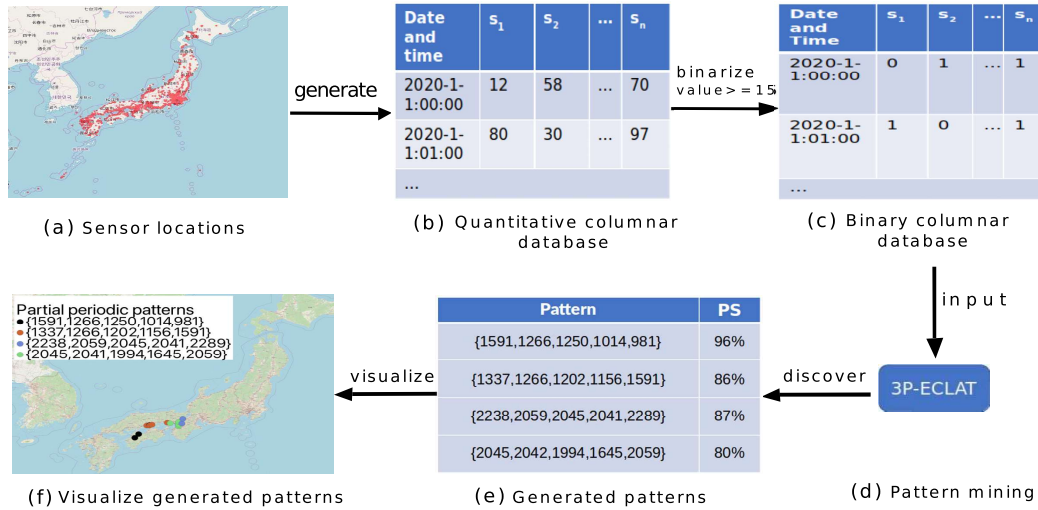 generate
Date and time s1 s2 ... sn
2020-1-1:00:00 12 58 ... 70
2020-1-1:01:00 80 30 ... 97
...
binarize
value>=15
Date and Time s1 s2 ... sn
2020-1-1:00:00 0 1 ... 1
2020-1-1:01:00 1 0 ... 1
...
(a) Sensor locations
(b) Quantitative columnar
database
(c) Binary columnar
database
input
3P-ECLAT
discover
Pattern PS
{1591,1266,1250,1014,981} 96%
{1337,1266,1202,1156,1591} 86%
{2238,2059,2045,2041,2289} 87%
{2045,2042,1994,1645,2059} 80%
visualize
Partial periodic patterns
{1591,1266,1250,1014,981}
{1337,1266,1202,1156,1591}
{2238,2059,2045,2041,2289}
{2045,2041,1994,1645,2059}
(f) Visualize generated patterns
(e) Generated patterns
(d) Pattern mining